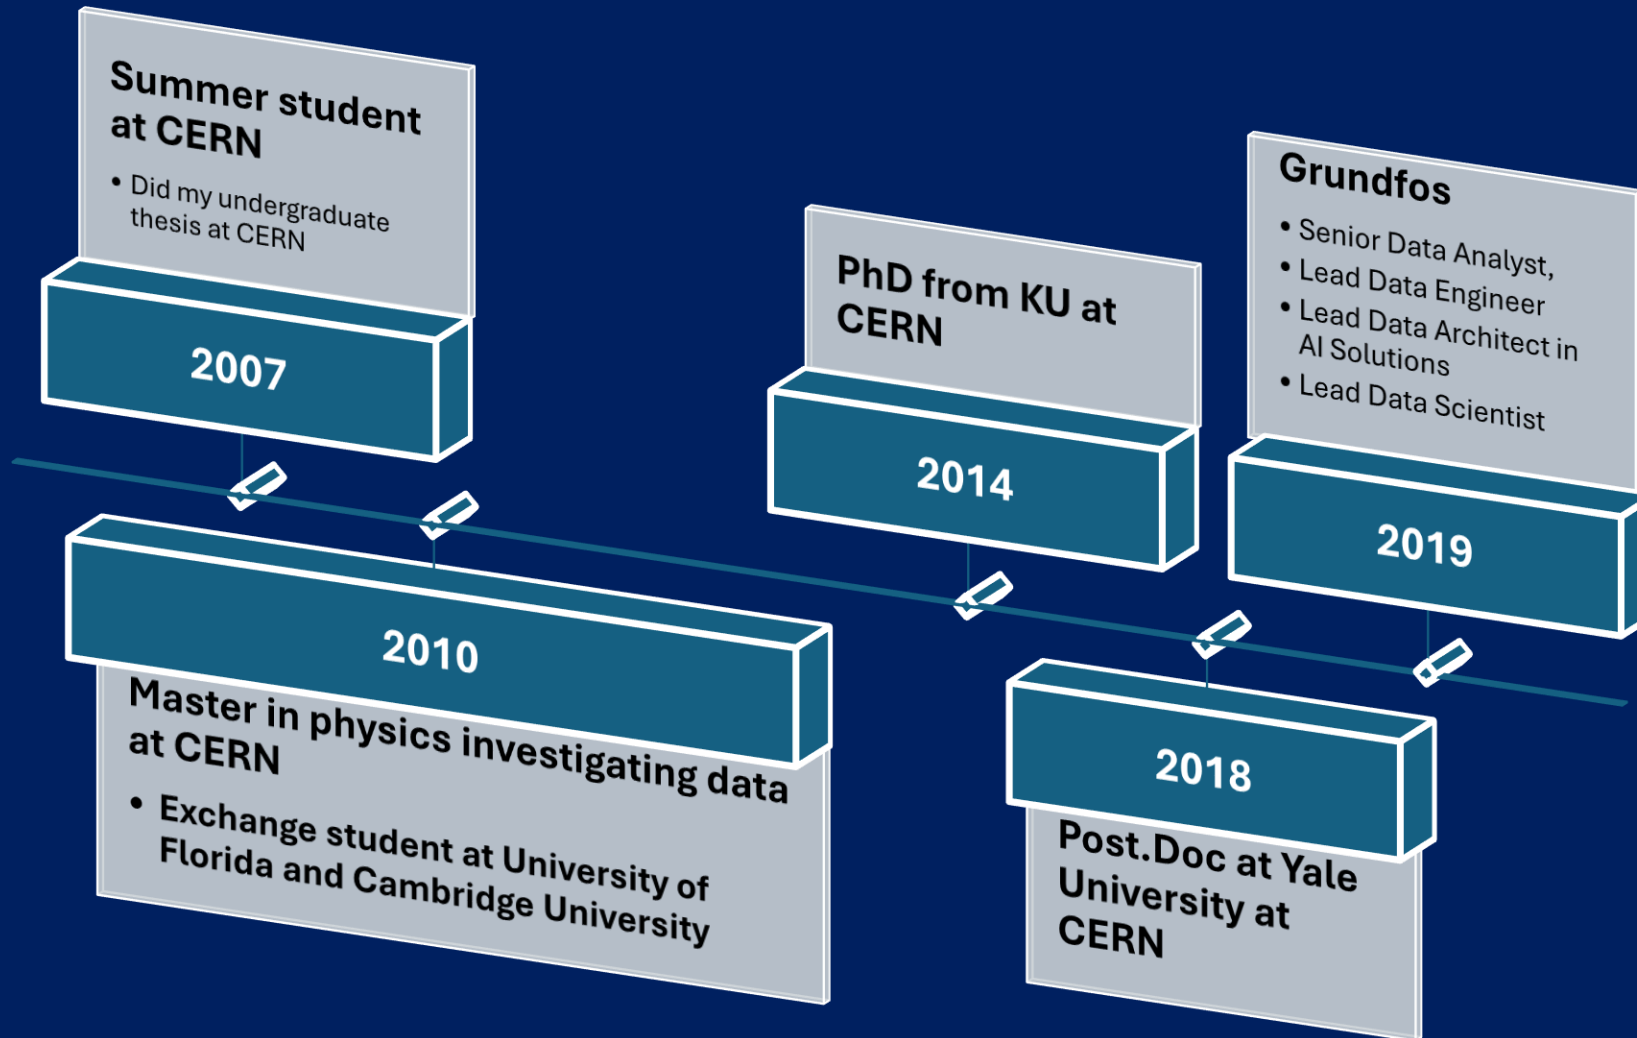 Summer student
at CERN
• Did my undergraduate
thesis at CERN
2007
2010
Master in physics investigating data
at CERN
• Exchange student at University of
Florida and Cambridge University
PhD from KU at
CERN
2014
2018
Post.Doc at Yale
University at
CERN
Grundfos
• Senior Data Analyst,
• Lead Data Engineer
• Lead Data Architect in
AI Solutions
• Lead Data Scientist
2019